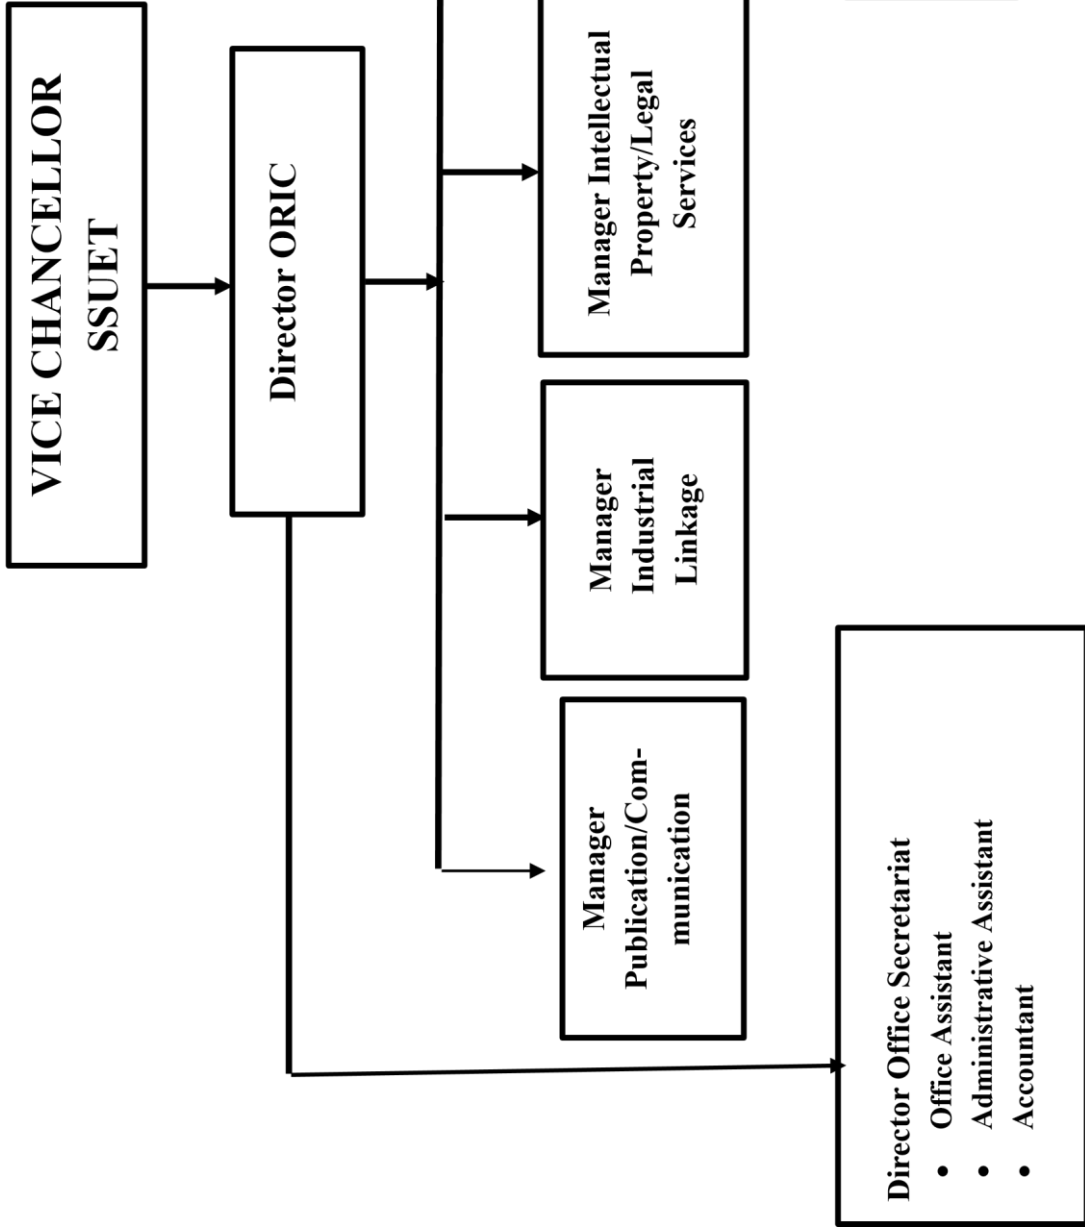 VICE CHANCELLOR
SSUET
Director ORIC
Manager
Publication/Com-
munication
Manager
Industrial
Linkage
Manager Intellectual
Property/Legal
Services
Director Office Secretariat
• Office Assistant
• Administrative Assistant
• Accountant